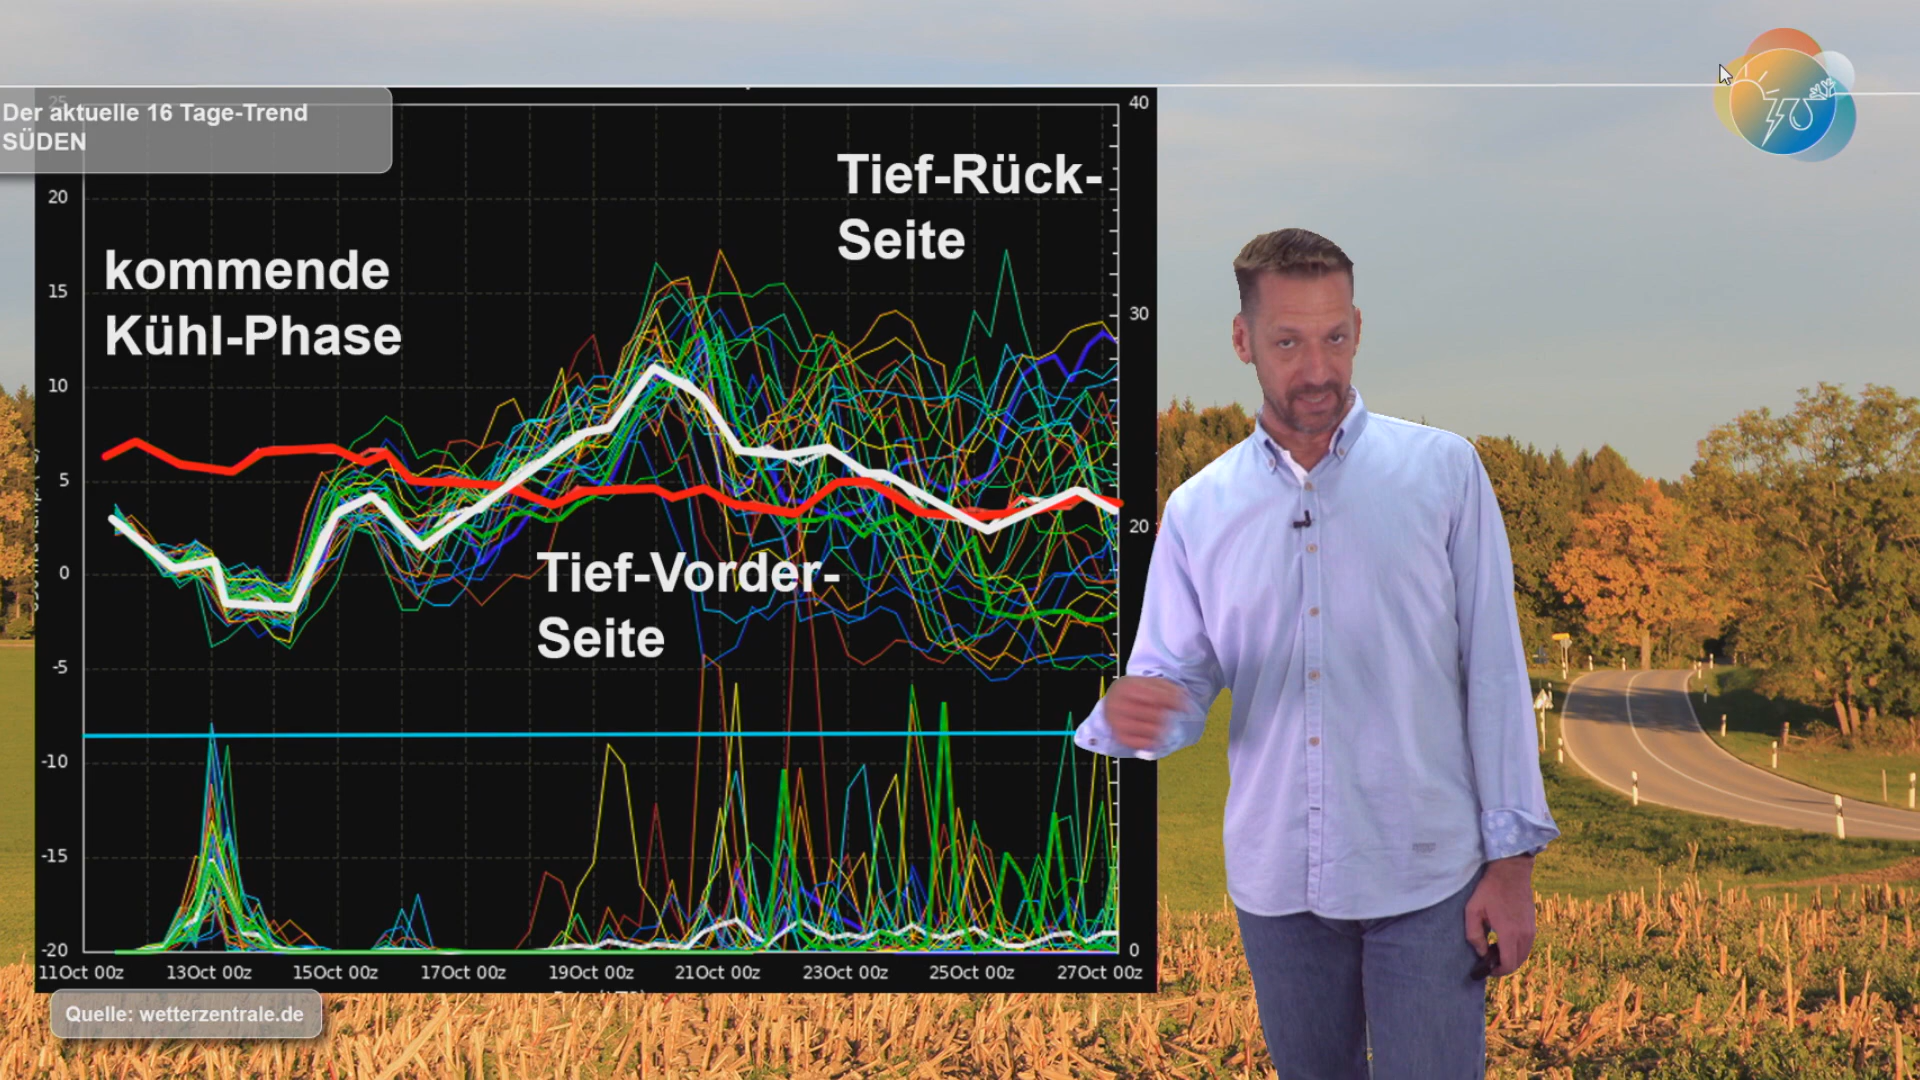 Der aktuelle 16 Tage-Trend
SÜDEN
25
20
15
10
5
0
-5
-10
-15
-20
kommende
Kühl-Phase
Tief-Rück-
Seite
Tief-Vorder-
Seite
40
30
20
0
11Oct 00z 13Oct 00z 15Oct 00z 17Oct 00z 19Oct 00z 21Oct 00z 23Oct 00z 25Oct 00z 27Oct 00z
Quelle: wetterzentrale.de